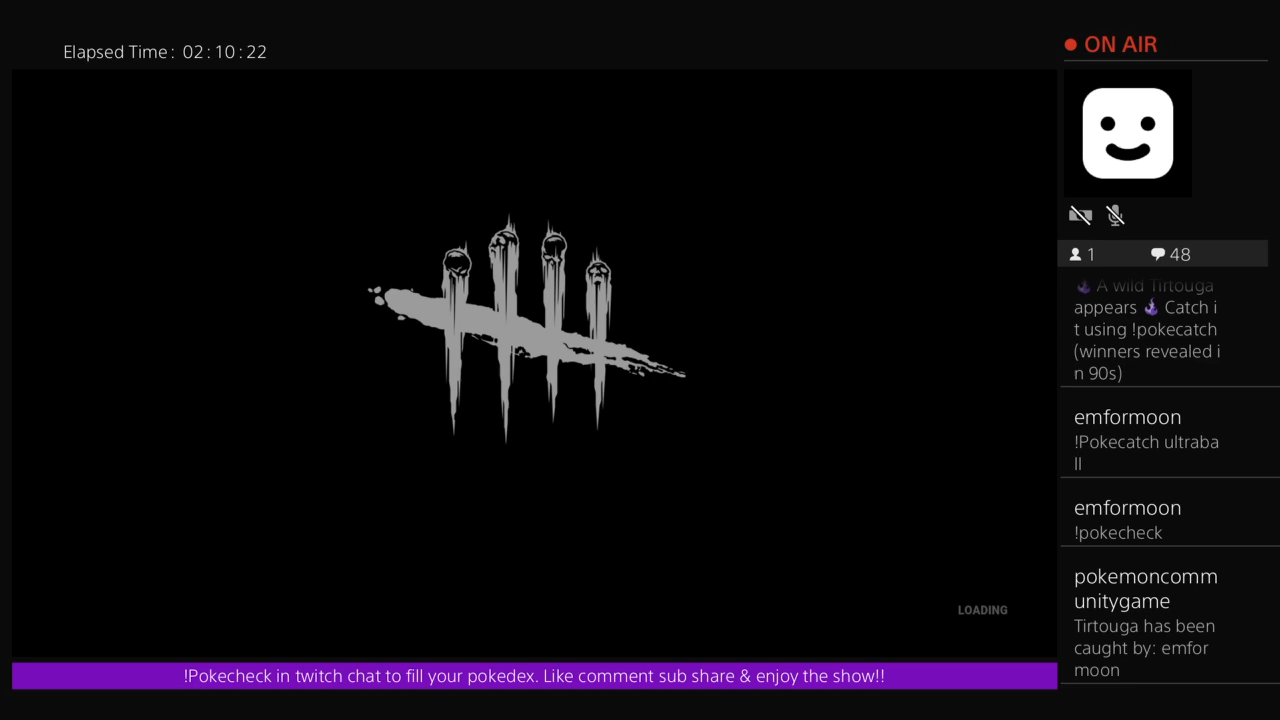 Elapsed Time: 02:10:22
ON AIR
1
48
A wild Tirtouga
appears Catch i
t using !pokecatch
(winners revealed i
n 90s)
emformoon
!Pokecatch ultraba
ll
emformoon
!pokecheck
pokemoncomm
unitygame
Tirtouga has been
caught by: emfor
moon
LOADING
!Pokecheck in twitch chat to fill your pokedex. Like comment sub share & enjoy the show!!